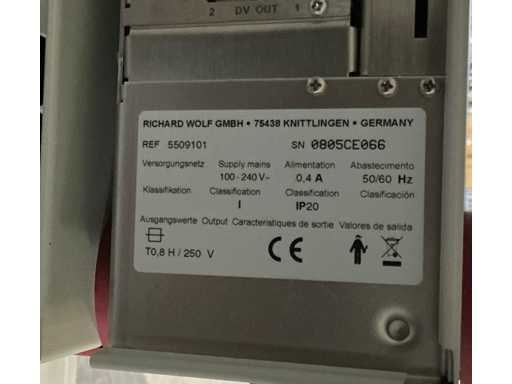 2 DV OUT 1
RICHARD WOLF GMBH • 75438 KNITTLINGEN • GERMANY
REF 5509101 SN 0805CE066
Versorgungsnetz Supply mains Alimentation Abastecimento
100 - 240 V~ 0,4 A 50/60 Hz
Klassifikation Classification Classification Clasificación
I IP20
Ausgangswerte Output Caracteristiques de sortie Valores de salida
T0,8 H / 250 V CE